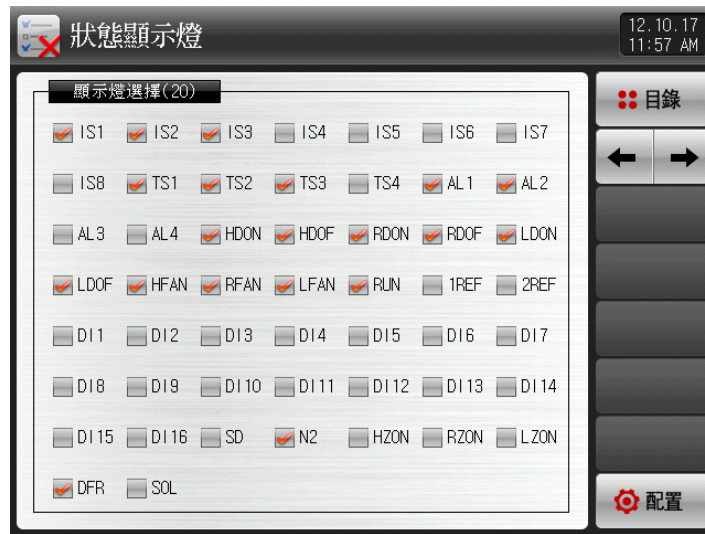 狀態顯示燈
12.10.17
11:57 AM
顯示燈選擇(20)
IS1 IS2 IS3 IS4 IS5 IS6 IS7
IS8 TS1 TS2 TS3 TS4 AL1 AL2
AL3 AL4 HDON HDOF RDON RDOF LDON
LDOF HFAN RFAN LFAN RUN 1REF 2REF
DI1 DI2 DI3 DI4 DI5 DI6 DI7
DI8 DI9 DI10 DI11 DI12 DI13 DI14
DI15 DI16 SD N2 HZON RZON LZON
DFR SOL
目錄
配置